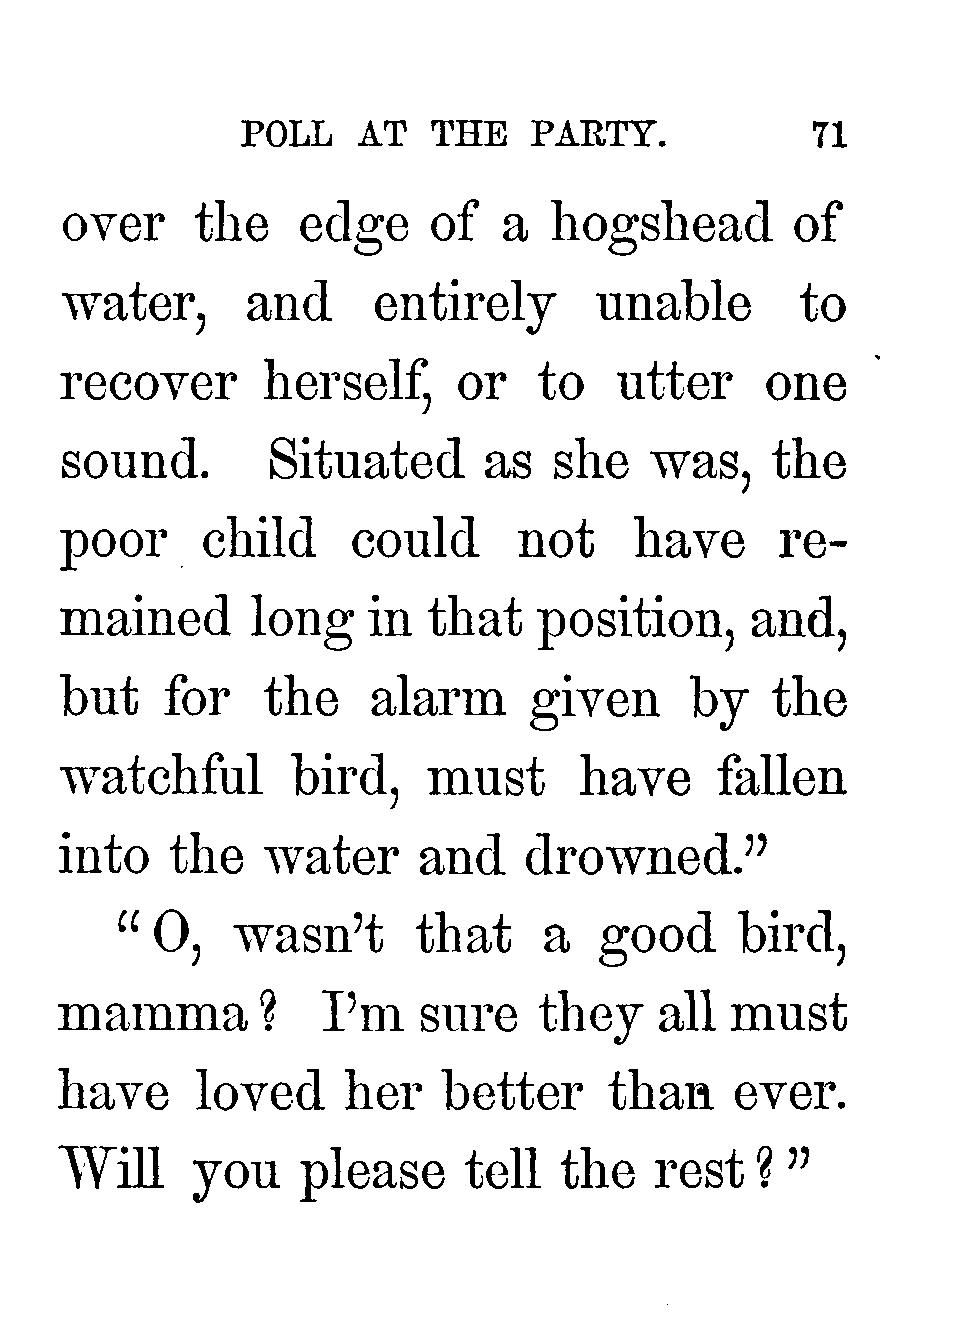 POLL AT THE PARTY. 71
over the edge of a hogshead of
water, and entirely unable to
recover herself, or to utter one
sound. Situated as she was, the
poor child could not have re-
mained long in that position, and,
but for the alarm given by the
watchful bird, must have fallen
into the water and drowned.”
“ O, wasn’t that a good bird,
mamma ? I’m sure they all must
have loved her better than ever.
Will you please tell the rest ? ”